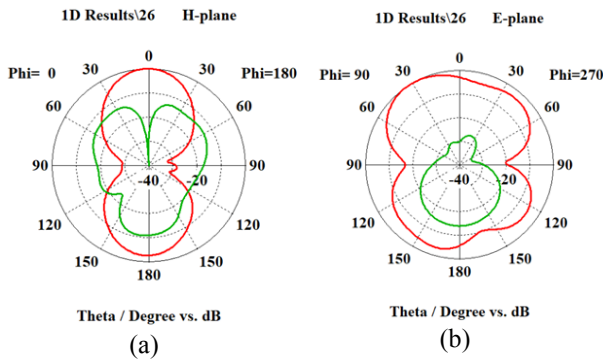 1D Results\26 H-plane
Phi= 0 30 0 30 Phi=180
60 60
90 -40 -20 90
120 120
150 180 150
Theta / Degree vs. dB
(a)
1D Results\26 E-plane
Phi= 90 30 0 30 Phi=270
60 60
90 -40 -20 90
120 120
150 180 150
Theta / Degree vs. dB
(b)